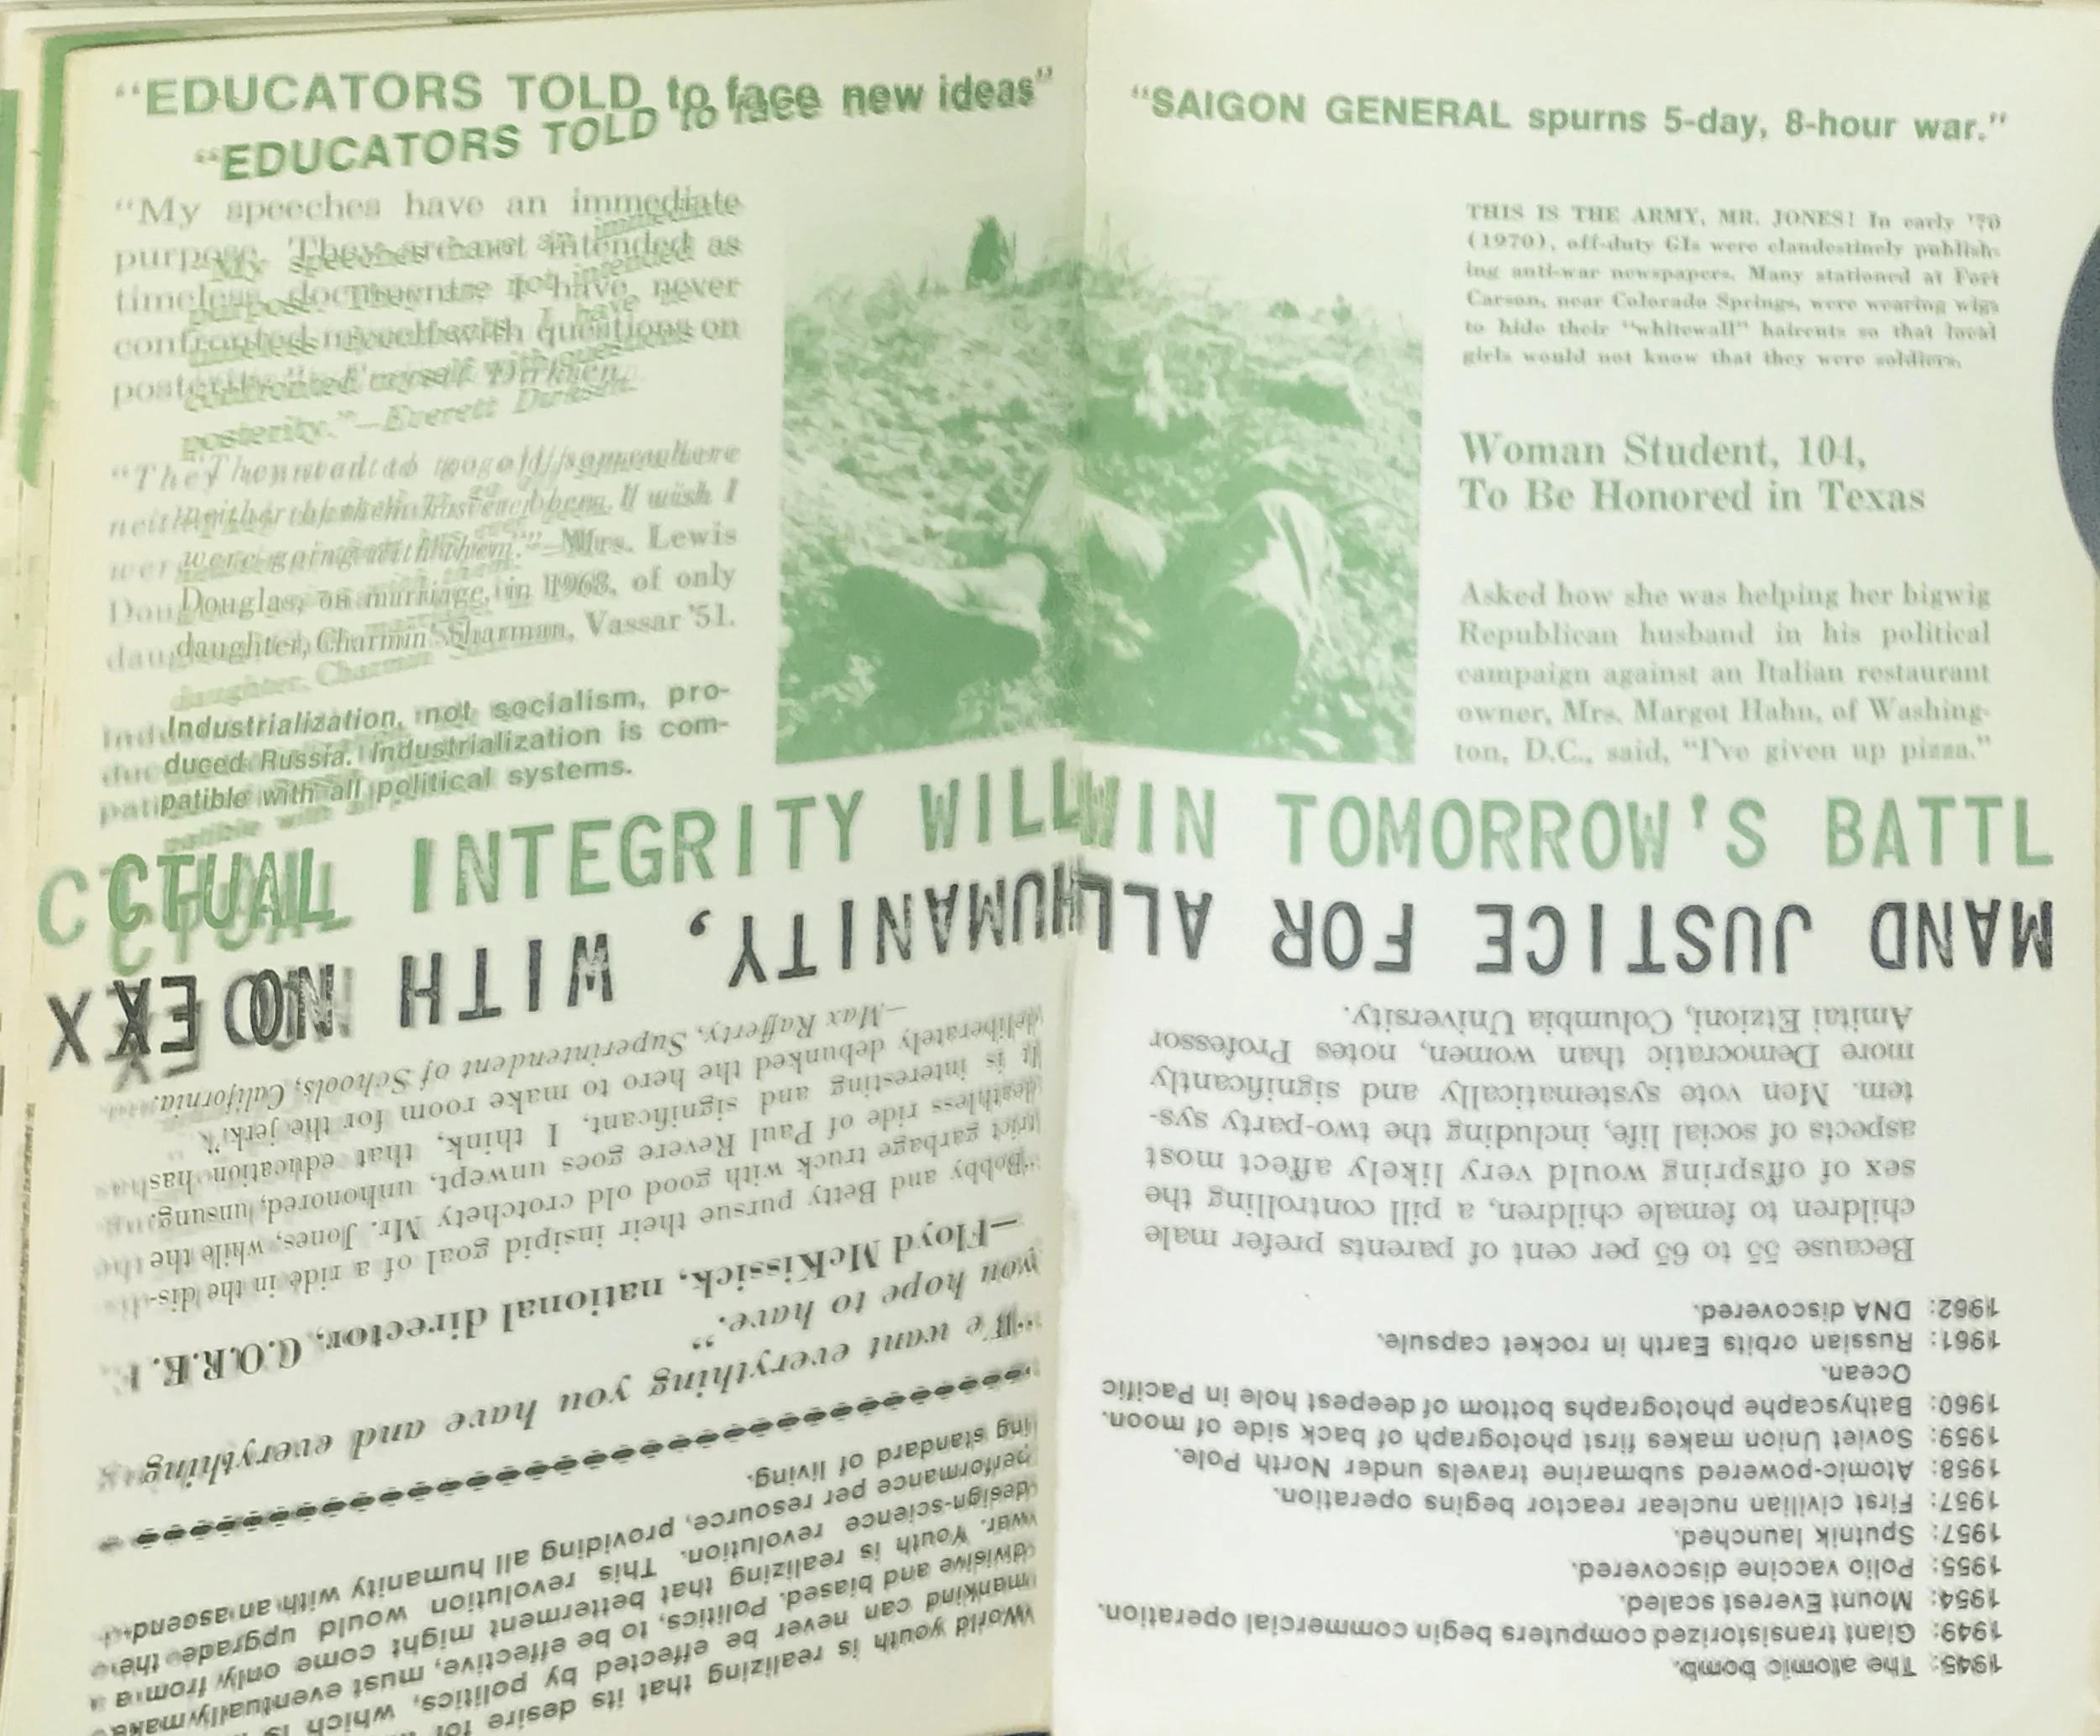 "EDUCATORS TOLD to face new ideas"
"EDUCATORS TOLD to face new ideas"
"My speeches have an immediate
purpose. They are not intended as
timeless documents. I have never
confronted myself with questions on
posterity."—Everett Dirksen.
"They
neither of them has ever been. I wish I
were going with them."—Mrs. Lewis
Douglas, on marriage, in 1968, of only
daughter, Charman Sharman, Vassar '51.
Industrialization, not socialism, pro-
duced Russia. Industrialization is com-
patible with all political systems.
"SAIGON GENERAL spurns 5-day, 8-hour war."
THIS IS THE ARMY, MR. JONES! In early '70
(1970), off-duty GIs were clandestinely publish-
ing anti-war newspapers. Many stationed at Fort
Carson, near Colorado Springs, were wearing wigs
to hide their "whitewall" haircuts so that local
girls would not know that they were soldiers.
Woman Student, 104,
To Be Honored in Texas
Asked how she was helping her bigwig
Republican husband in his political
campaign against an Italian restaurant
owner, Mrs. Margot Hahn, of Washing-
ton, D.C., said, "I've given up pizza."
CTUAL INTEGRITY WILL WIN TOMORROW'S BATTL
MAND JUSTICE FOR ALL HUMANITY, WITH NO EX
1945: The atomic bomb.
1949: Giant transistorized computers begin commercial operation.
1954: Mount Everest scaled.
1955: Polio vaccine discovered.
1957: Sputnik launched.
1957: First civilian nuclear reactor begins operation.
1958: Atomic-powered submarine travels under North Pole.
1959: Soviet Union makes first photograph of back side of moon.
1960: Bathyscaphe photographs bottom of deepest hole in Pacific
Ocean.
1961: Russian orbits Earth in rocket capsule.
1962: DNA discovered.
Because 55 to 65 per cent of parents prefer male
children to female children, a pill controlling the
sex of offspring would very likely affect most
aspects of social life, including the two-party sys-
tem. Men vote systematically and significantly
more Democratic than women, notes Professor
Amitai Etzioni, Columbia University.
World youth is realizing that its desire for
mankind can never be effected by politics, which is
divisive and biased. Politics, to be effective, must eventually make
war. Youth is realizing that betterment might come only from a
design-science revolution. This revolution would upgrade the
performance per resource, providing all humanity with an ascend-
ing standard of living.
"We want everything you have and everything
you hope to have."
—Floyd McKissick, national director, C.O.R.E.
"Bobby and Betty pursue their insipid goal of a ride in the dis-
trict garbage truck with good old crotchety Mr. Jones, while the
deathless ride of Paul Revere goes unwept, unhonored, unsung.
It is interesting and significant, I think, that education has
deliberately debunked the hero to make room for the jerk."
—Max Rafferty, Superintendent of Schools, California.